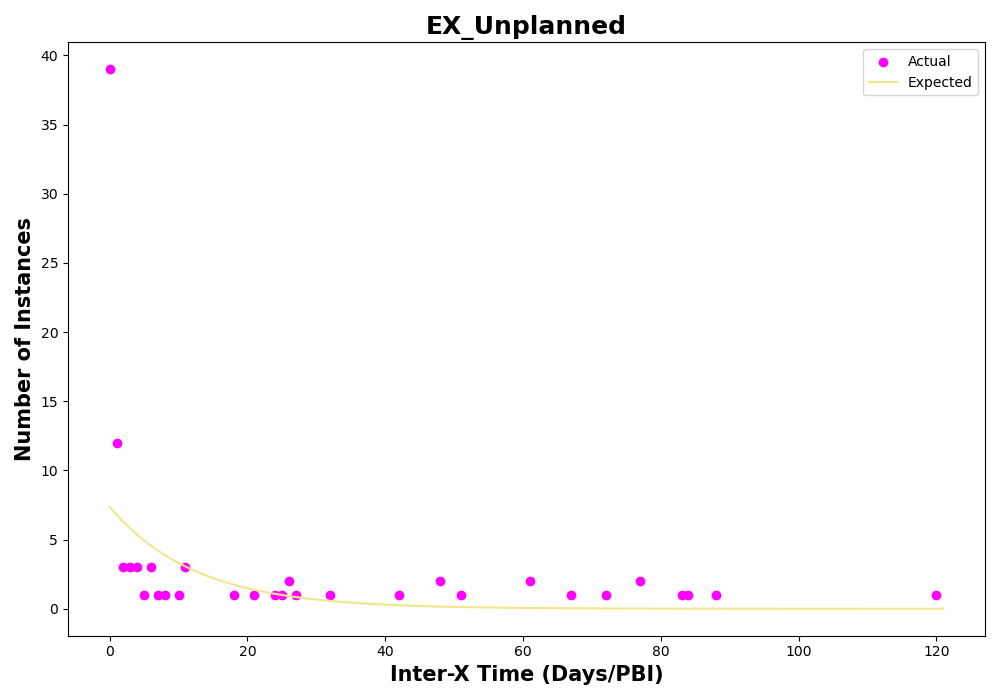 EX_Unplanned
Actual
Expected
Number of Instances
40
35
30
25
20
15
10
5
0
0 20 40 60 80 100 120
Inter-X Time (Days/PBI)